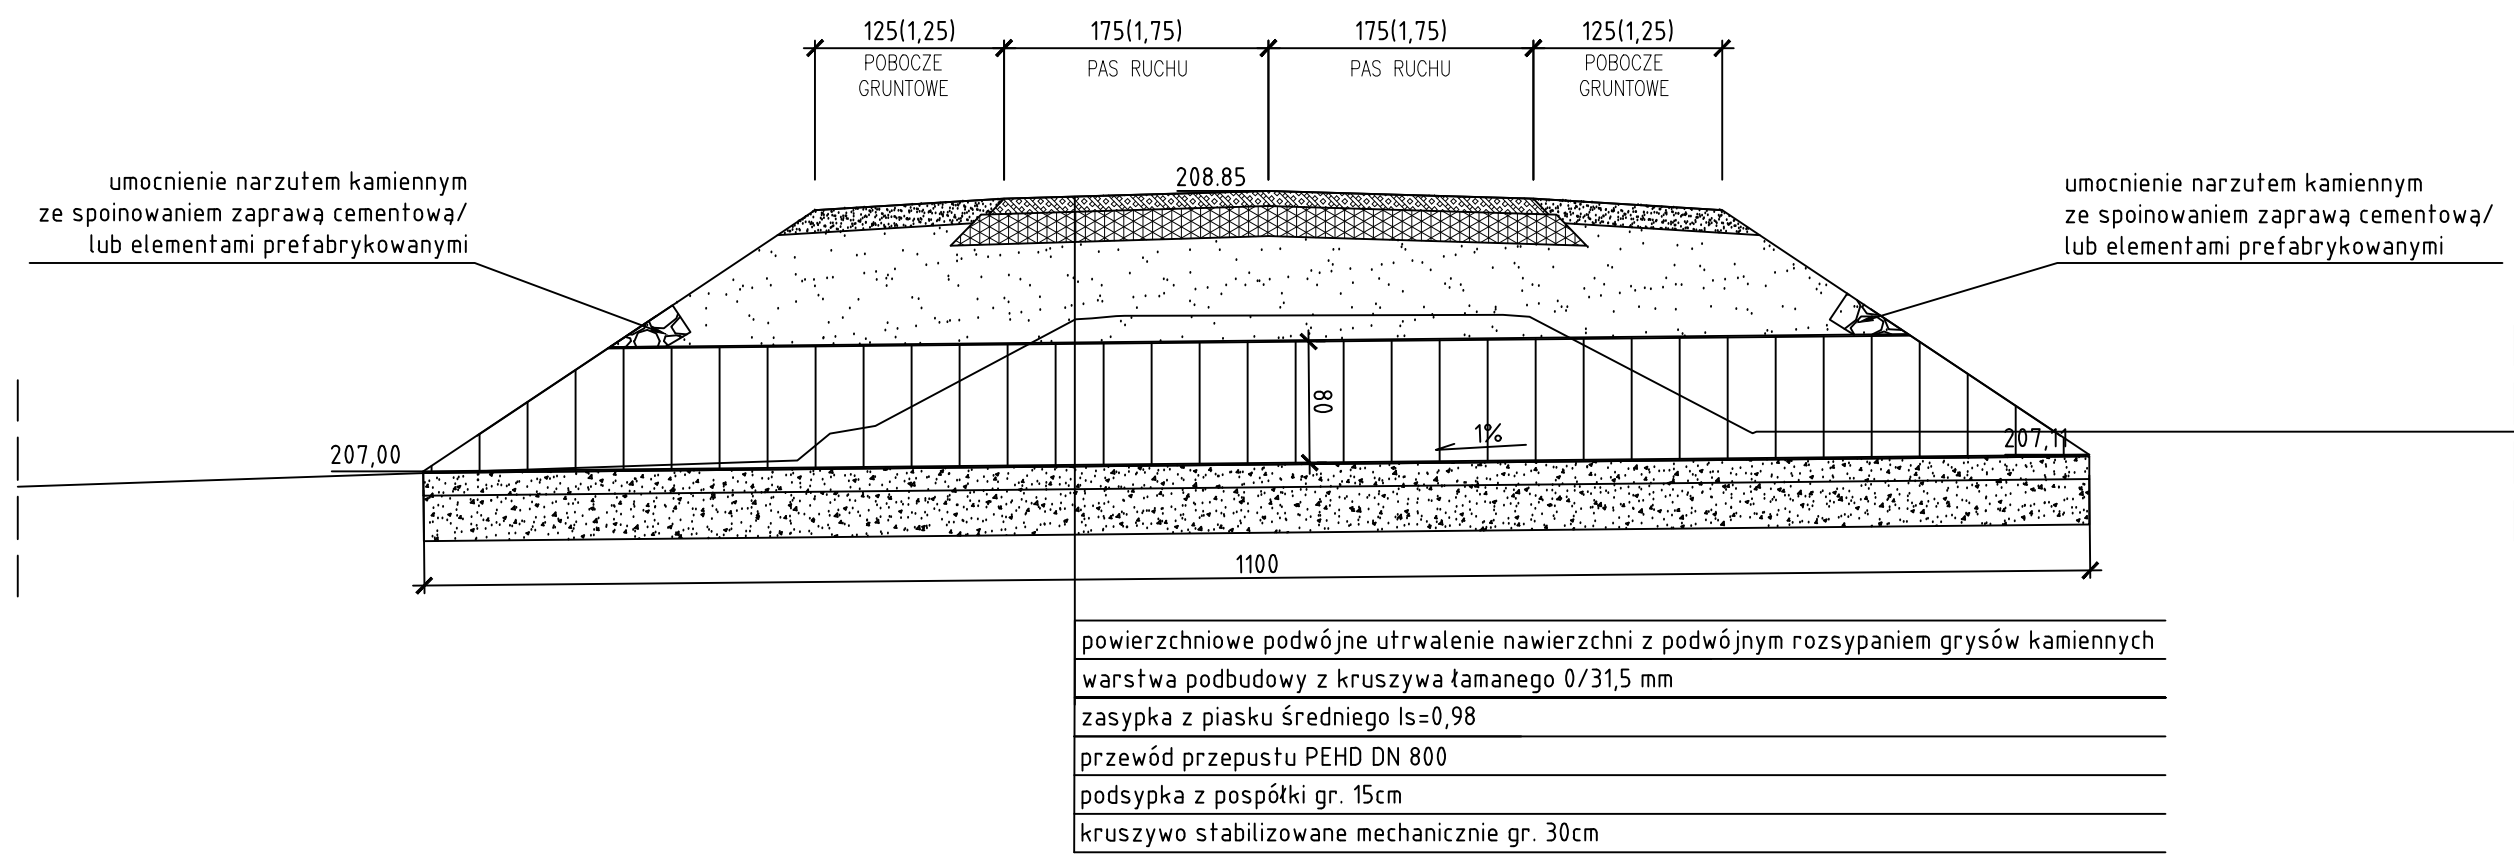 125(1,25)
175(1,75)
175(1,75)
125(1,25)
POBOCZE
GRUNTOWE
PAS RUCHU
PAS RUCHU
POBOCZE
GRUNTOWE
umocnienie narzutem kamiennym
ze spoinowaniem zaprawą cementową/
lub elementami prefabrykowanymi
208.85
umocnienie narzutem kamiennym
ze spoinowaniem zaprawą cementową/
lub elementami prefabrykowanymi
80
1%
207,00
207,11
1100
powierzchniowe podwójne utrwalenie nawierzchni z podwójnym rozsypaniem grysów kamiennych
warstwa podbudowy z kruszywa łamanego 0/31,5 mm
zasypka z piasku średniego Is=0,98
przewód przepustu PEHD DN 800
podsypka z pospółki gr. 15cm
kruszywo stabilizowane mechanicznie gr. 30cm